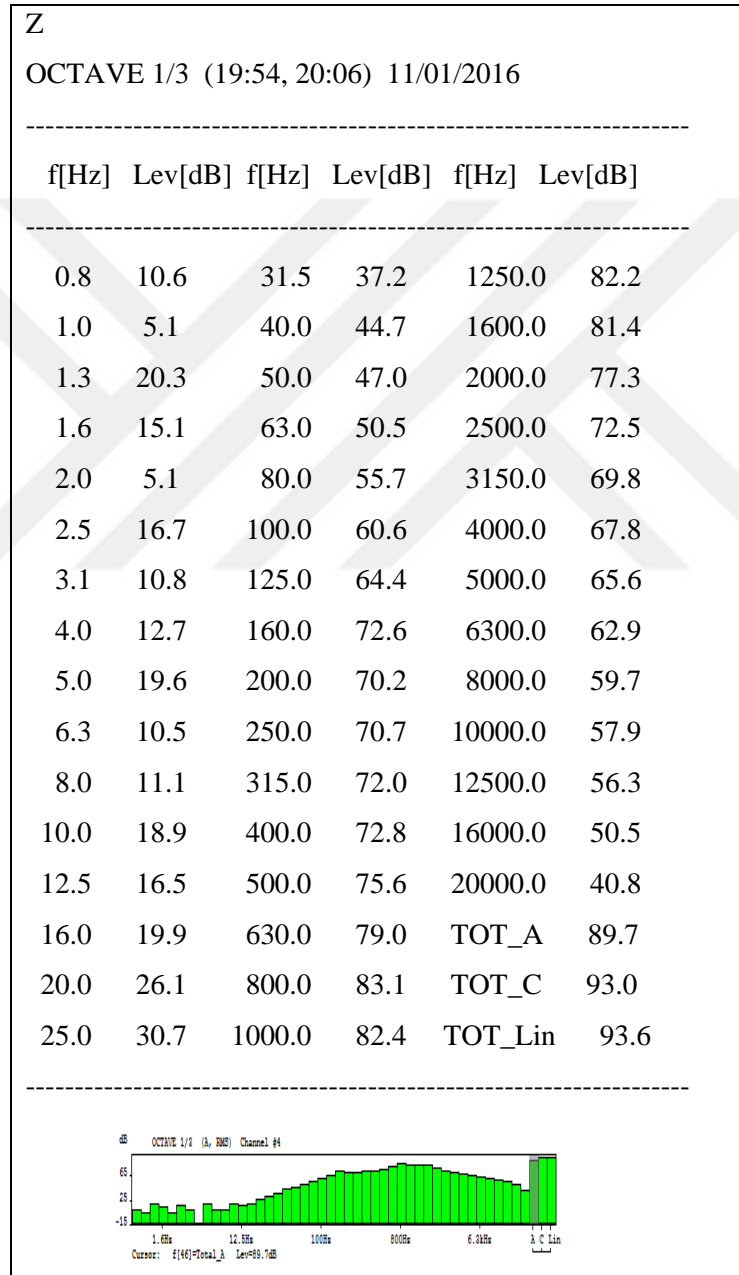 Z
OCTAVE 1/3 (19:54, 20:06) 11/01/2016
--------------------------------------------------------------------
f[Hz] Lev[dB] f[Hz] Lev[dB] f[Hz] Lev[dB]
--------------------------------------------------------------------
0.8 10.6 31.5 37.2 1250.0 82.2
1.0 5.1 40.0 44.7 1600.0 81.4
1.3 20.3 50.0 47.0 2000.0 77.3
1.6 15.1 63.0 50.5 2500.0 72.5
2.0 5.1 80.0 55.7 3150.0 69.8
2.5 16.7 100.0 60.6 4000.0 67.8
3.1 10.8 125.0 64.4 5000.0 65.6
4.0 12.7 160.0 72.6 6300.0 62.9
5.0 19.6 200.0 70.2 8000.0 59.7
6.3 10.5 250.0 70.7 10000.0 57.9
8.0 11.1 315.0 72.0 12500.0 56.3
10.0 18.9 400.0 72.8 16000.0 50.5
12.5 16.5 500.0 75.6 20000.0 40.8
16.0 19.9 630.0 79.0 TOT_A 89.7
20.0 26.1 800.0 83.1 TOT_C 93.0
25.0 30.7 1000.0 82.4 TOT_Lin 93.6
--------------------------------------------------------------------
dB OCTAVE 1/3 (A, RMS) Channel #4
65
25
-15
1.6Hz 12.5Hz 100Hz 800Hz 6.3kHz A C Lin
Cursor: f[46]=Total_A Lev=89.7dB